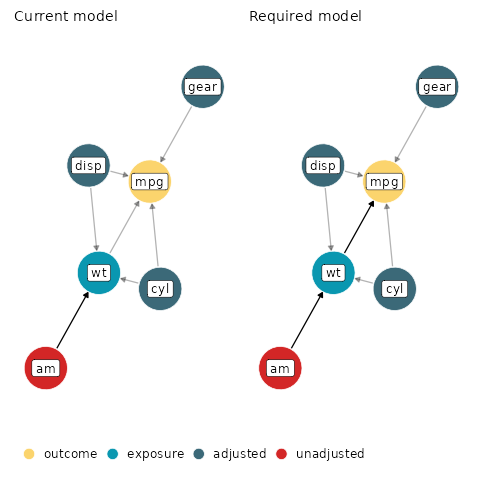 Current model
Required model
gear
disp
mpg
wt
cyl
am
gear
disp
mpg
wt
cyl
am
outcome exposure adjusted unadjusted